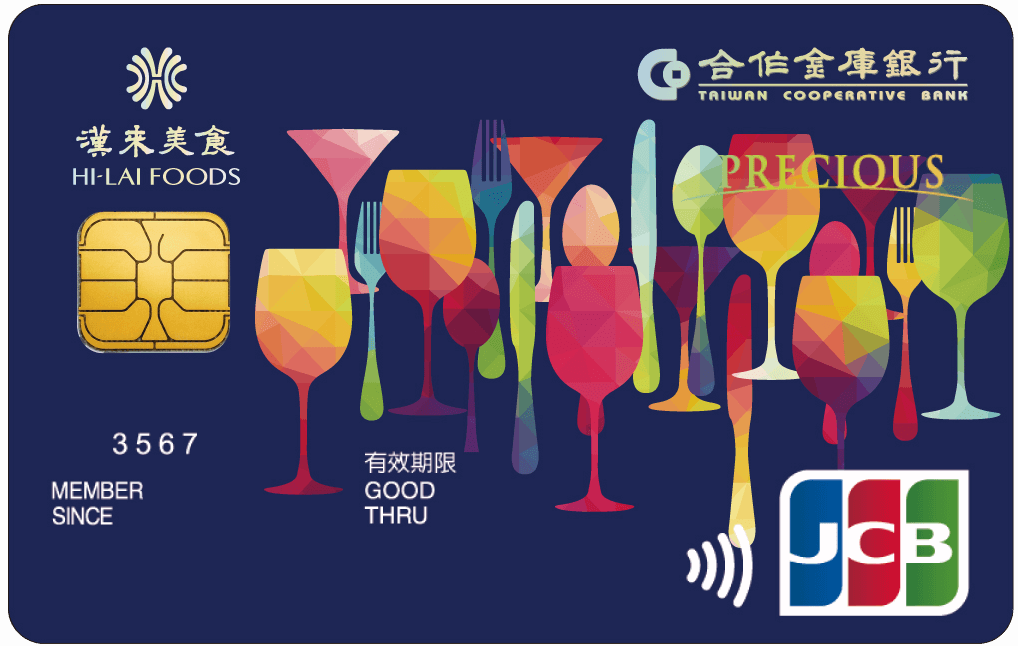 漢來美食
HI-LAI FOODS
合作金庫銀行
TAIWAN COOPERATIVE BANK
PRECIOUS
3567
MEMBER
SINCE
有效期限
GOOD
THRU
JCB